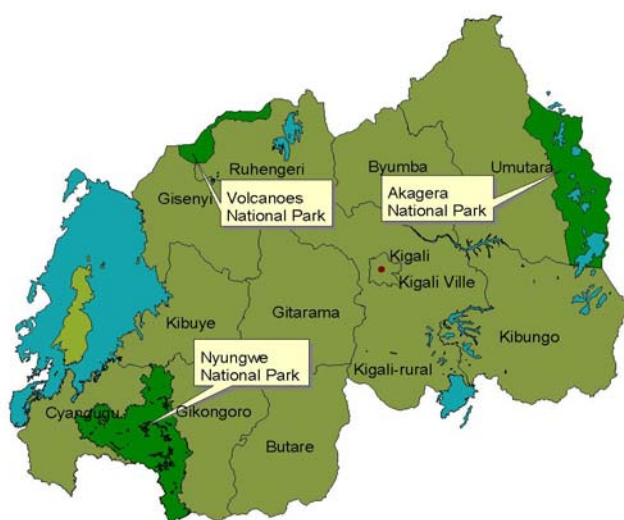 Ruhengeri
Byumba
Umutara
Gisenyi
Volcanoes
National Park
Akagera
National Park
Kigali
Kigali Ville
Gitarama
Kibuye
Kibungo
Nyungwe
National Park
Kigali-rural
Cyangugu
Gikongoro
Butare